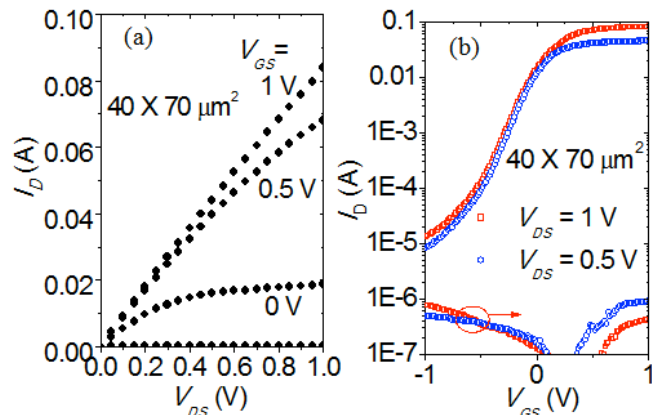 (a)
V_GS =
1 V
40 X 70 μm²
0.5 V
0 V
I_D (A)
0.10
0.08
0.06
0.04
0.02
0.00
0.0 0.2 0.4 0.6 0.8 1.0
V_DS (V)
(b)
0.1
0.01
1E-3
1E-4
1E-5
1E-6
1E-7
I_D (A)
40 X 70 μm²
V_DS = 1 V
V_DS = 0.5 V
-1 0 1
V_GS (V)